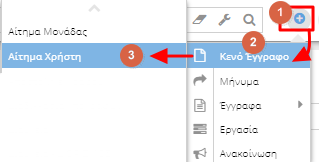 1
2
3
Αίτημα Μονάδας
Αίτημα Χρήστη
Κενό Έγγραφο
Μήνυμα
Έγγραφα
Εργασία
Ανακοίνωση